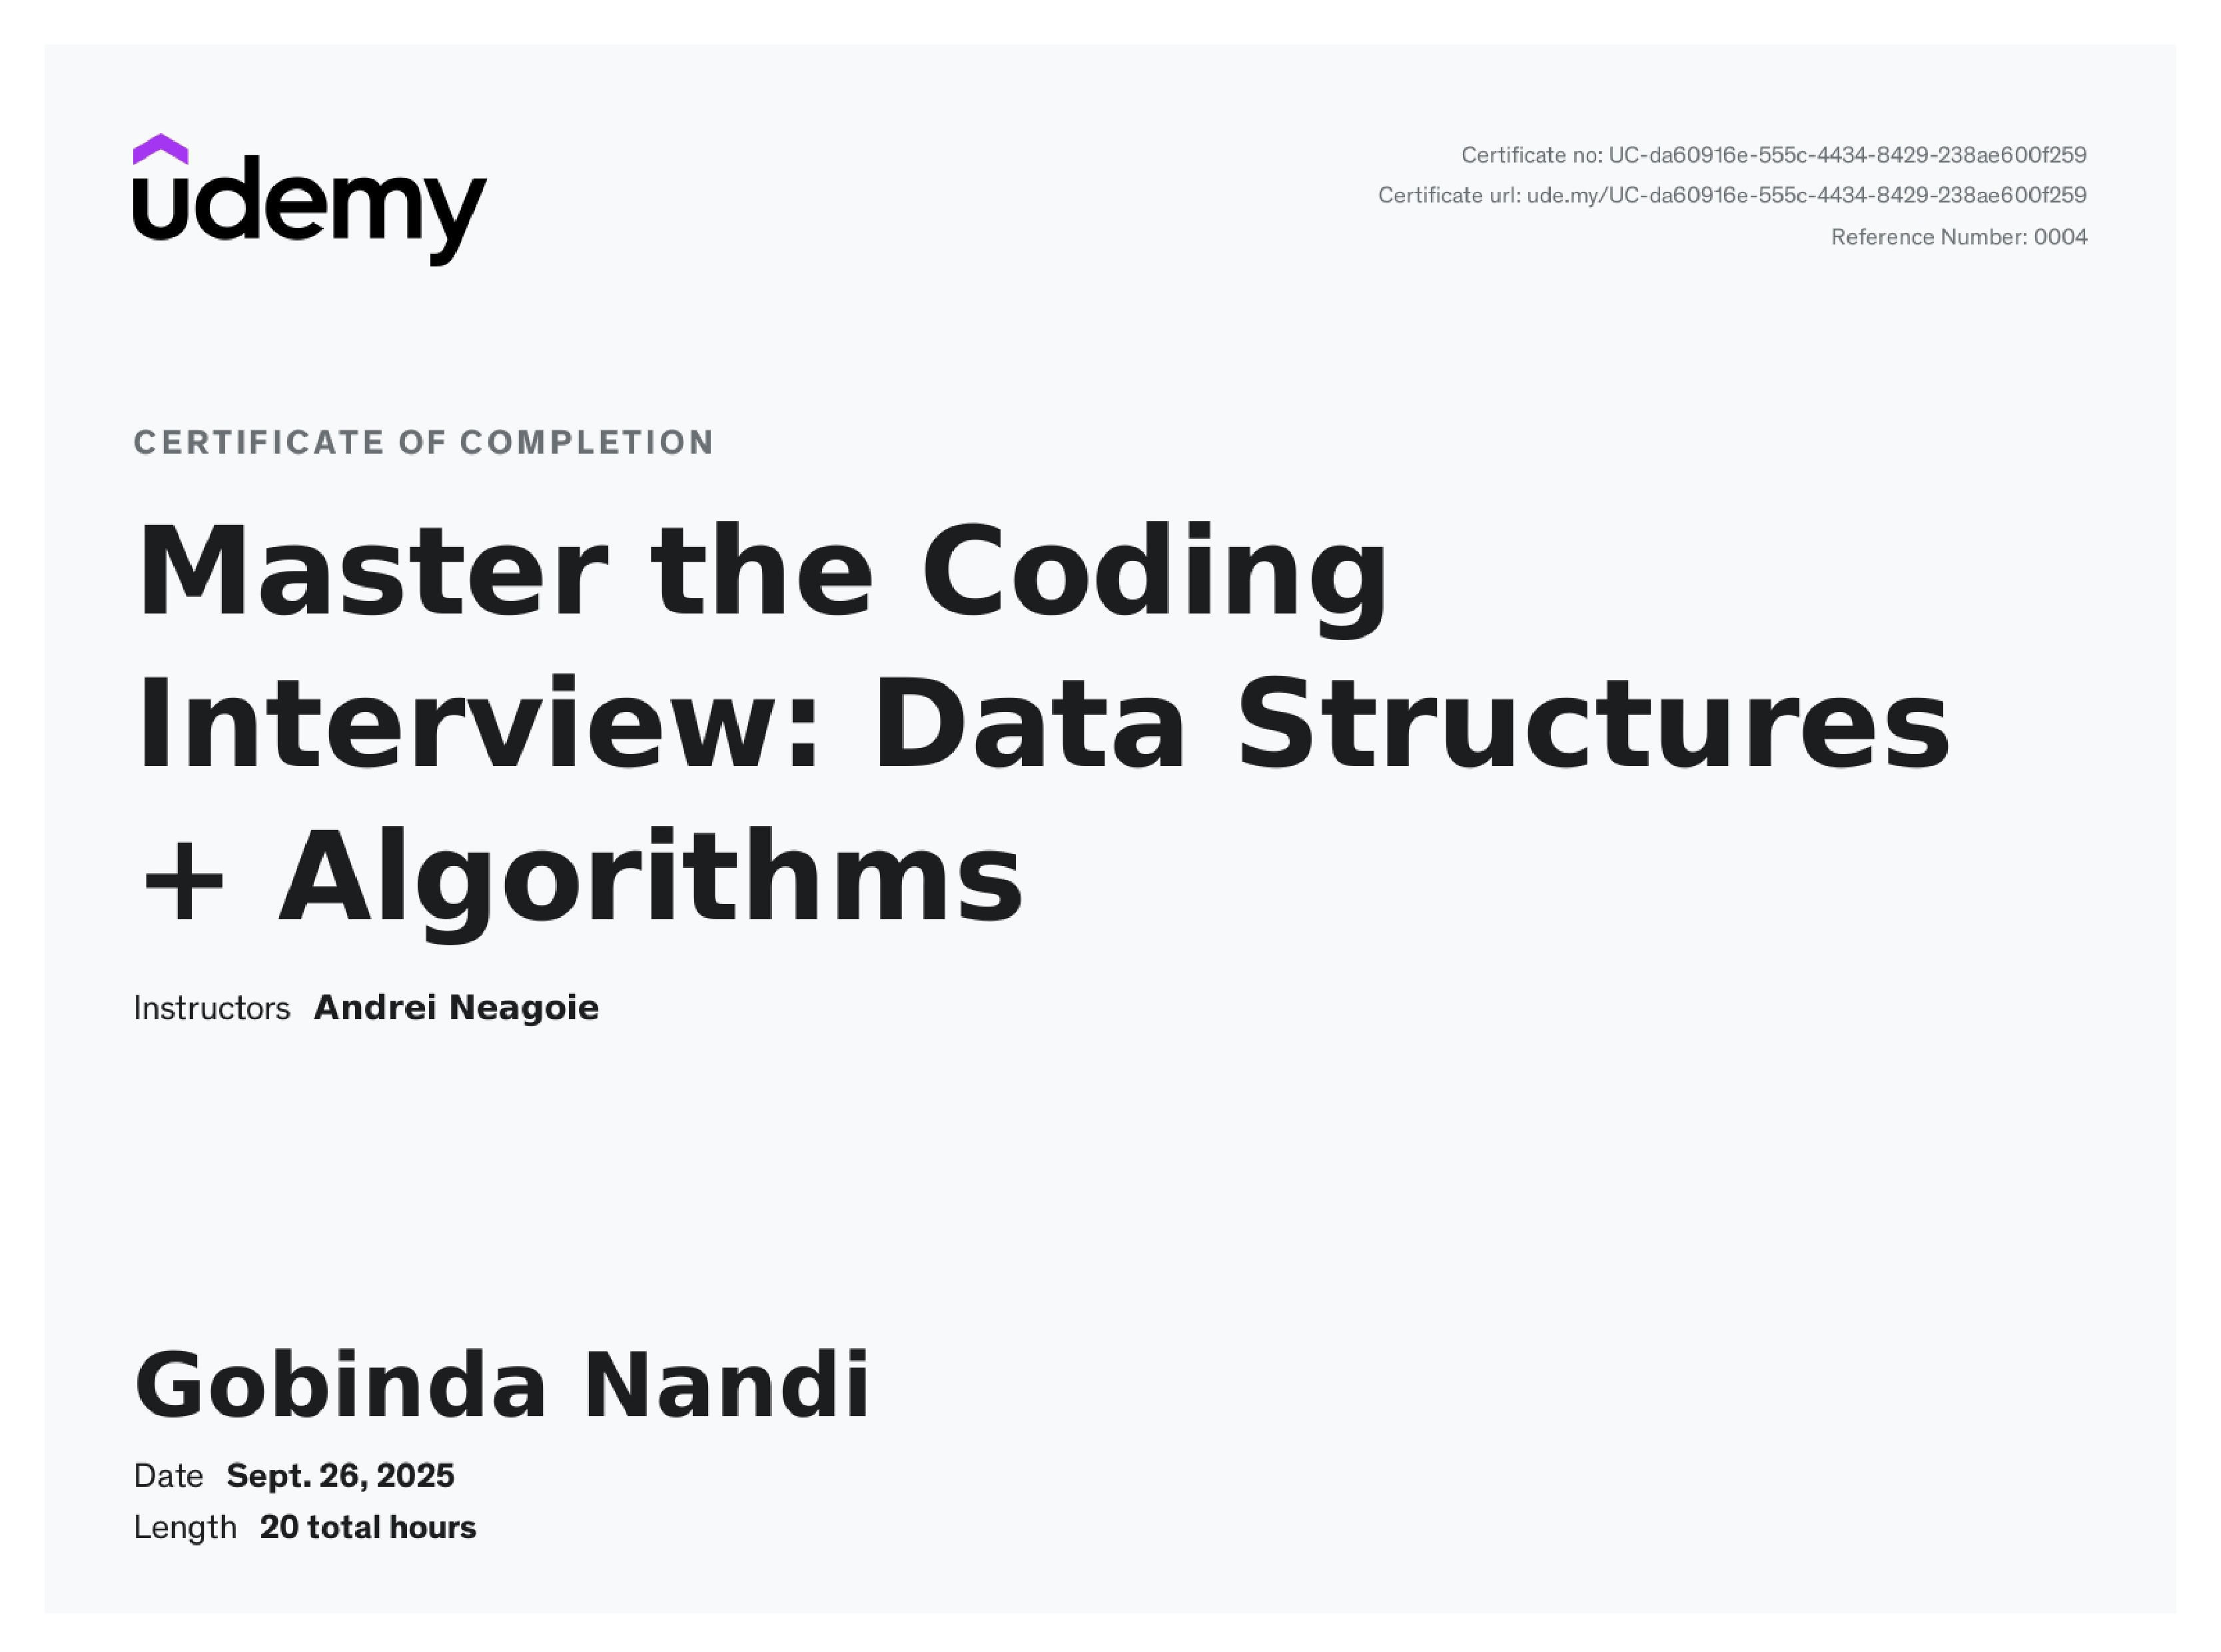 udemy
Certificate no: UC-da60916e-555c-4434-8429-238ae600f259
Certificate url: ude.my/UC-da60916e-555c-4434-8429-238ae600f259
Reference Number: 0004
CERTIFICATE OF COMPLETION
Master the Coding
Interview: Data Structures
+ Algorithms
Instructors Andrei Neagoie
Gobinda Nandi
Date Sept. 26, 2025
Length 20 total hours